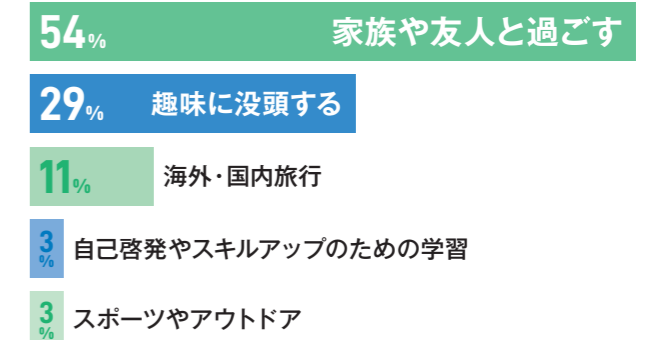 54% 家族や友人と過ごす
29% 趣味に没頭する
11% 海外・国内旅行
3% 自己啓発やスキルアップのための学習
3% スポーツやアウトドア